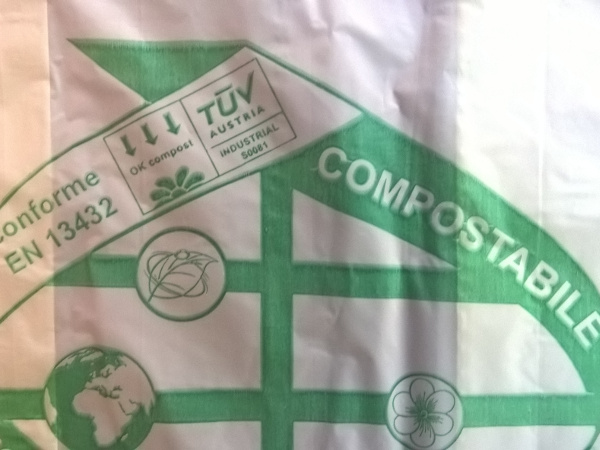 TÜV
AUSTRIA
OK compost
INDUSTRIAL
S0081
conforme
EN 13432
COMPOSTABILE